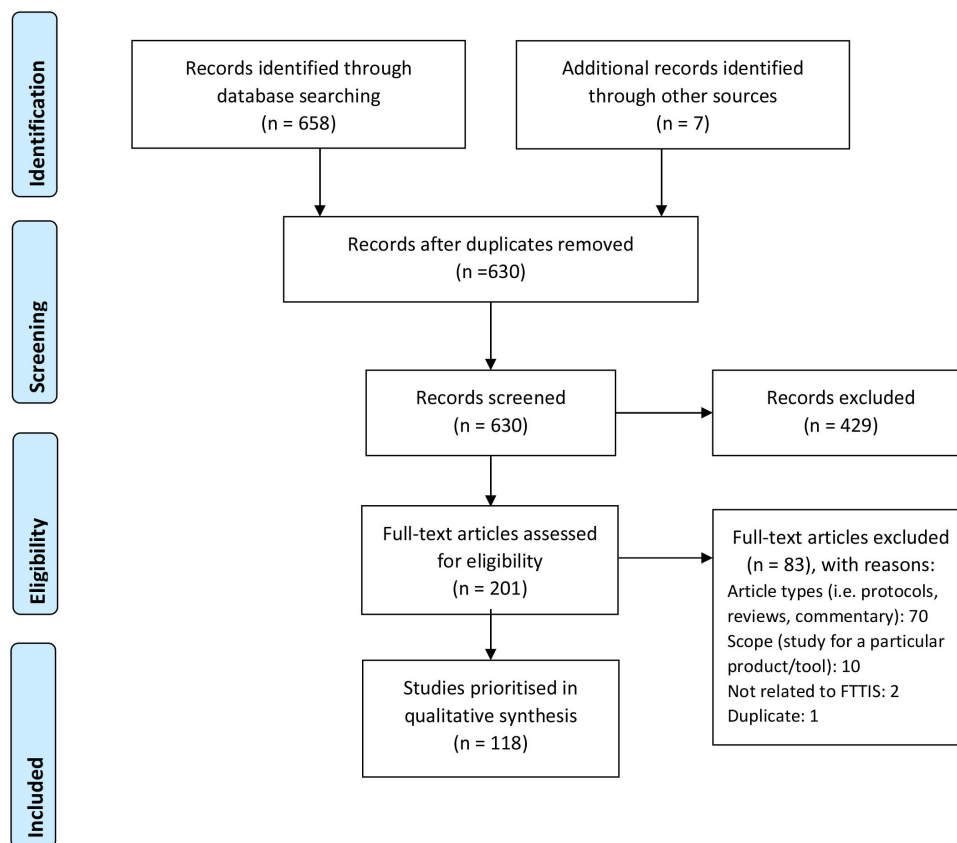 Identification
Records identified through
database searching
(n = 658)
Additional records identified
through other sources
(n = 7)
Screening
Records after duplicates removed
(n =630)
Records screened
(n = 630)
Records excluded
(n = 429)
Eligibility
Full-text articles assessed
for eligibility
(n = 201)
Full-text articles excluded
(n = 83), with reasons:
Article types (i.e. protocols,
reviews, commentary): 70
Scope (study for a particular
product/tool): 10
Not related to FTTIS: 2
Duplicate: 1
Included
Studies prioritised in
qualitative synthesis
(n = 118)